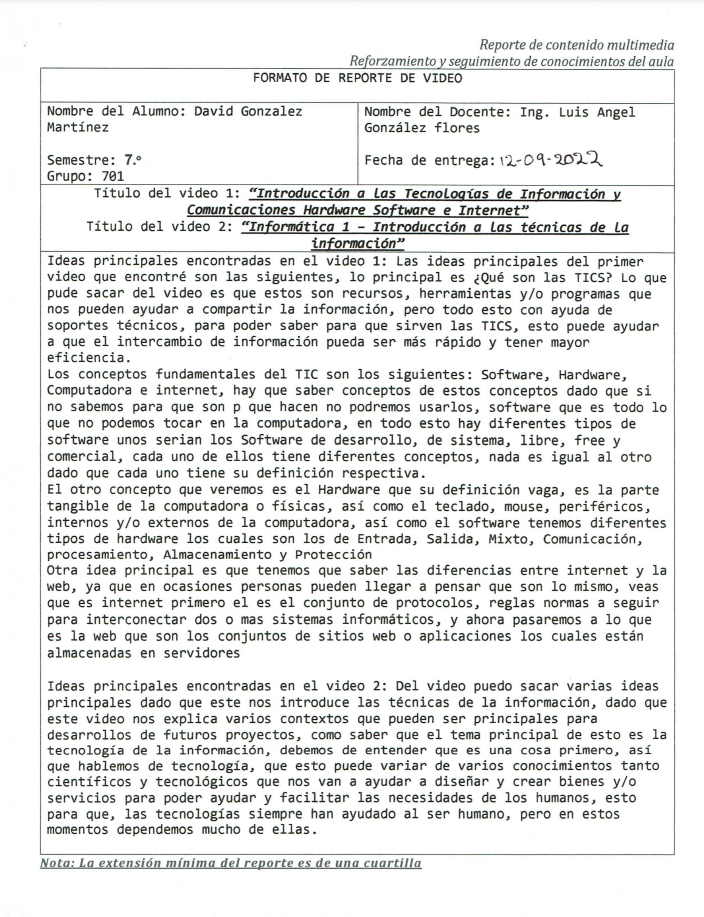 Reporte de contenido multimedia
Reforzamiento y seguimiento de conocimientos del aula
FORMATO DE REPORTE DE VIDEO
Nombre del Alumno: David Gonzalez
Martínez
Semestre: 7.º
Grupo: 701
Nombre del Docente: Ing. Luis Angel
González flores
Fecha de entrega: 12-09-2022
Título del video 1: “Introducción a las Tecnologías de Información y
Comunicaciones Hardware Software e Internet”
Título del video 2: “Informática 1 – Introducción a las técnicas de la
información”
Ideas principales encontradas en el video 1: Las ideas principales del primer
video que encontré son las siguientes, lo principal es ¿Qué son las TICS? Lo que
pude sacar del video es que estos son recursos, herramientas y/o programas que
nos pueden ayudar a compartir la información, pero todo esto con ayuda de
soportes técnicos, para poder saber para que sirven las TICS, esto puede ayudar
a que el intercambio de información pueda ser más rápido y tener mayor
eficiencia.
Los conceptos fundamentales del TIC son los siguientes: Software, Hardware,
Computadora e internet, hay que saber conceptos de estos conceptos dado que si
no sabemos para que son p que hacen no podremos usarlos, software que es todo lo
que no podemos tocar en la computadora, en todo esto hay diferentes tipos de
software unos serian los Software de desarrollo, de sistema, libre, free y
comercial, cada uno de ellos tiene diferentes conceptos, nada es igual al otro
dado que cada uno tiene su definición respectiva.
El otro concepto que veremos es el Hardware que su definición vaga, es la parte
tangible de la computadora o físicas, así como el teclado, mouse, periféricos,
internos y/o externos de la computadora, así como el software tenemos diferentes
tipos de hardware los cuales son los de Entrada, Salida, Mixto, Comunicación,
procesamiento, Almacenamiento y Protección
Otra idea principal es que tenemos que saber las diferencias entre internet y la
web, ya que en ocasiones personas pueden llegar a pensar que son lo mismo, veas
que es internet primero el es el conjunto de protocolos, reglas normas a seguir
para interconectar dos o mas sistemas informáticos, y ahora pasaremos a lo que
es la web que son los conjuntos de sitios web o aplicaciones los cuales están
almacenadas en servidores
Ideas principales encontradas en el video 2: Del video puedo sacar varias ideas
principales dado que este nos introduce las técnicas de la información, dado que
este video nos explica varios contextos que pueden ser principales para
desarrollos de futuros proyectos, como saber que el tema principal de esto es la
tecnología de la información, debemos de entender que es una cosa primero, así
que hablemos de tecnología, que esto puede variar de varios conocimientos tanto
científicos y tecnológicos que nos van a ayudar a diseñar y crear bienes y/o
servicios para poder ayudar y facilitar las necesidades de los humanos, esto
para que, las tecnologías siempre han ayudado al ser humano, pero en estos
momentos dependemos mucho de ellas.
Nota: La extensión mínima del reporte es de una cuartilla